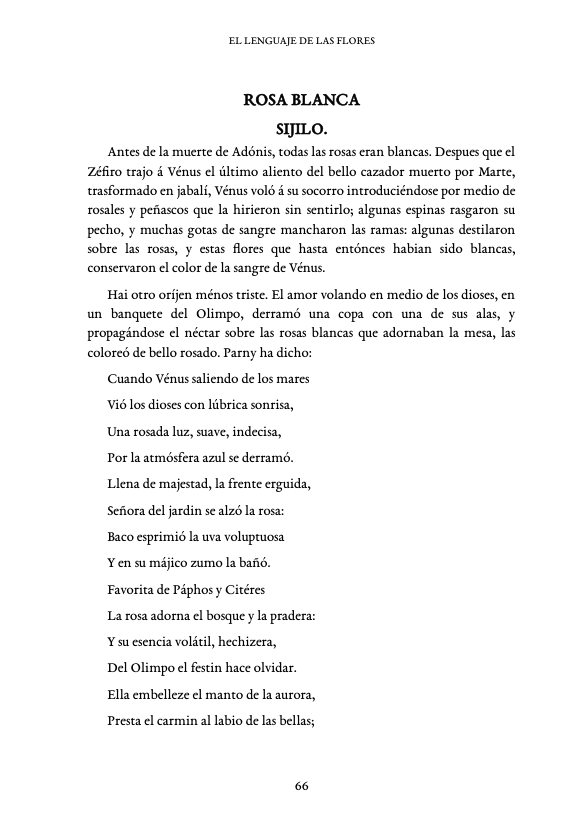 EL LENGUAJE DE LAS FLORES
ROSA BLANCA
SIJILO.
Antes de la muerte de Adónis, todas las rosas eran blancas. Despues que el
Zéfiro trajo á Vénus el último aliento del bello cazador muerto por Marte,
trasformado en jabalí, Vénus voló á su socorro introduciéndose por medio de
rosales y peñascos que la hirieron sin sentirlo; algunas espinas rasgaron su
pecho, y muchas gotas de sangre mancharon las ramas: algunas destilaron
sobre las rosas, y estas flores que hasta entónces habian sido blancas,
conservaron el color de la sangre de Vénus.
Hai otro oríjen ménos triste. El amor volando en medio de los dioses, en
un banquete del Olimpo, derramó una copa con una de sus alas, y
propagándose el néctar sobre las rosas blancas que adornaban la mesa, las
coloreó de bello rosado. Parny ha dicho:
Cuando Vénus saliendo de los mares
Vió los dioses con lúbrica sonrisa,
Una rosada luz, suave, indecisa,
Por la atmósfera azul se derramó.
Llena de majestad, la frente erguida,
Señora del jardin se alzó la rosa:
Baco esprimió la uva voluptuosa
Y en su májico zumo la bañó.
Favorita de Páphos y Citéres
La rosa adorna el bosque y la pradera:
Y su esencia volátil, hechizera,
Del Olimpo el festin hace olvidar.
Ella embelleze el manto de la aurora,
Presta el carmin al labio de las bellas;
66